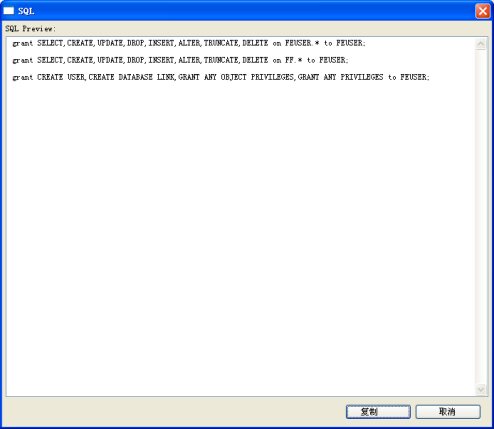 SQL
SQL Preview:
grant SELECT,CREATE,UPDATE,DROP,INSERT,ALTER,TRUNCATE,DELETE on FEUSER.* to FEUSER;
grant SELECT,CREATE,UPDATE,DROP,INSERT,ALTER,TRUNCATE,DELETE on FF.* to FEUSER;
grant CREATE USER,CREATE DATABASE LINK,GRANT ANY OBJECT PRIVILEGES,GRANT ANY PRIVILEGES to FEUSER;
复制 取消